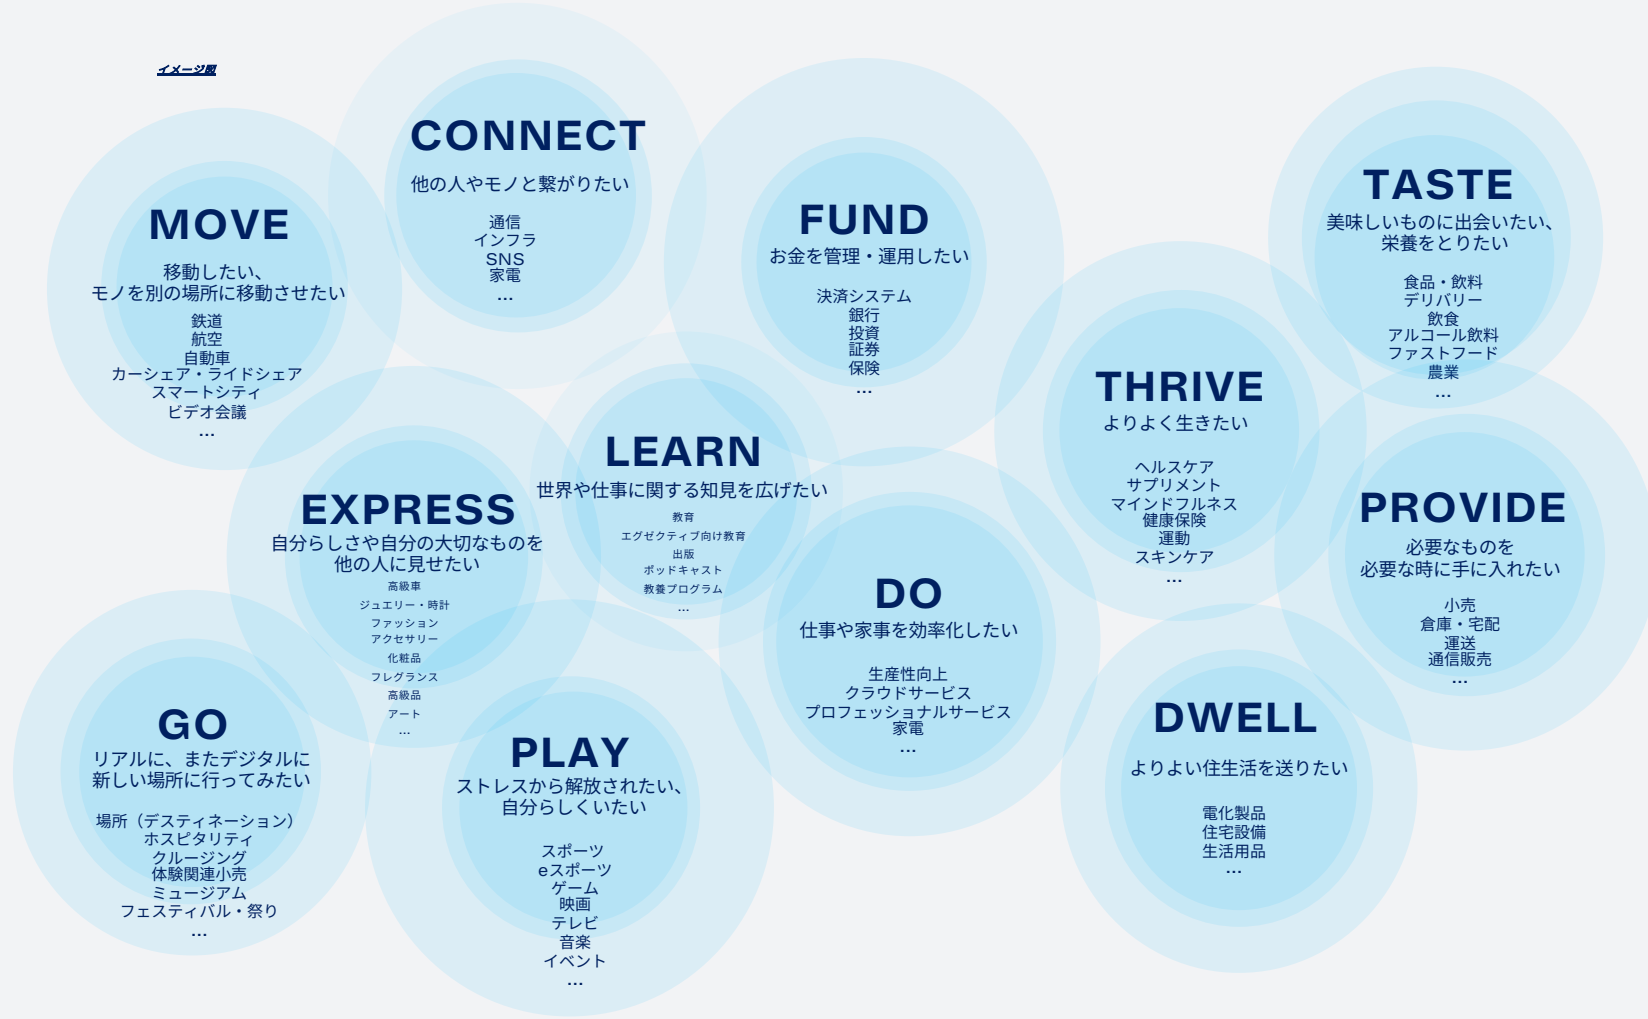 イメージ図
CONNECT
他の人やモノと繋がりたい
通信
インフラ
SNS
家電
...
MOVE
移動したい、
モノを別の場所に移動させたい
鉄道
航空
自動車
カーシェア・ライドシェア
スマートシティ
ビデオ会議
...
FUND
お金を管理・運用したい
決済システム
銀行
投資
証券
保険
...
TASTE
美味しいものに出会いたい、
栄養をとりたい
食品・飲料
デリバリー
飲食
アルコール飲料
ファストフード
農業
...
THRIVE
よりよく生きたい
ヘルスケア
サプリメント
マインドフルネス
健康保険
運動
スキンケア
...
LEARN
世界や仕事に関する知見を広げたい
教育
エグゼクティブ向け教育
出版
ポッドキャスト
教養プログラム
...
EXPRESS
自分らしさや自分の大切なものを
他の人に見せたい
高級車
ジュエリー・時計
ファッション
アクセサリー
化粧品
フレグランス
高級品
アート
...
PROVIDE
必要なものを
必要な時に手に入れたい
小売
倉庫・宅配
運送
通信販売
...
DO
仕事や家事を効率化したい
生産性向上
クラウドサービス
プロフェッショナルサービス
家電
...
GO
リアルに、またデジタルに
新しい場所に行ってみたい
場所（デスティネーション）
ホスピタリティ
クルージング
体験関連小売
ミュージアム
フェスティバル・祭り
...
PLAY
ストレスから解放されたい、
自分らしくいたい
スポーツ
eスポーツ
ゲーム
映画
テレビ
音楽
イベント
...
DWELL
よりよい住生活を送りたい
電化製品
住宅設備
生活用品
...